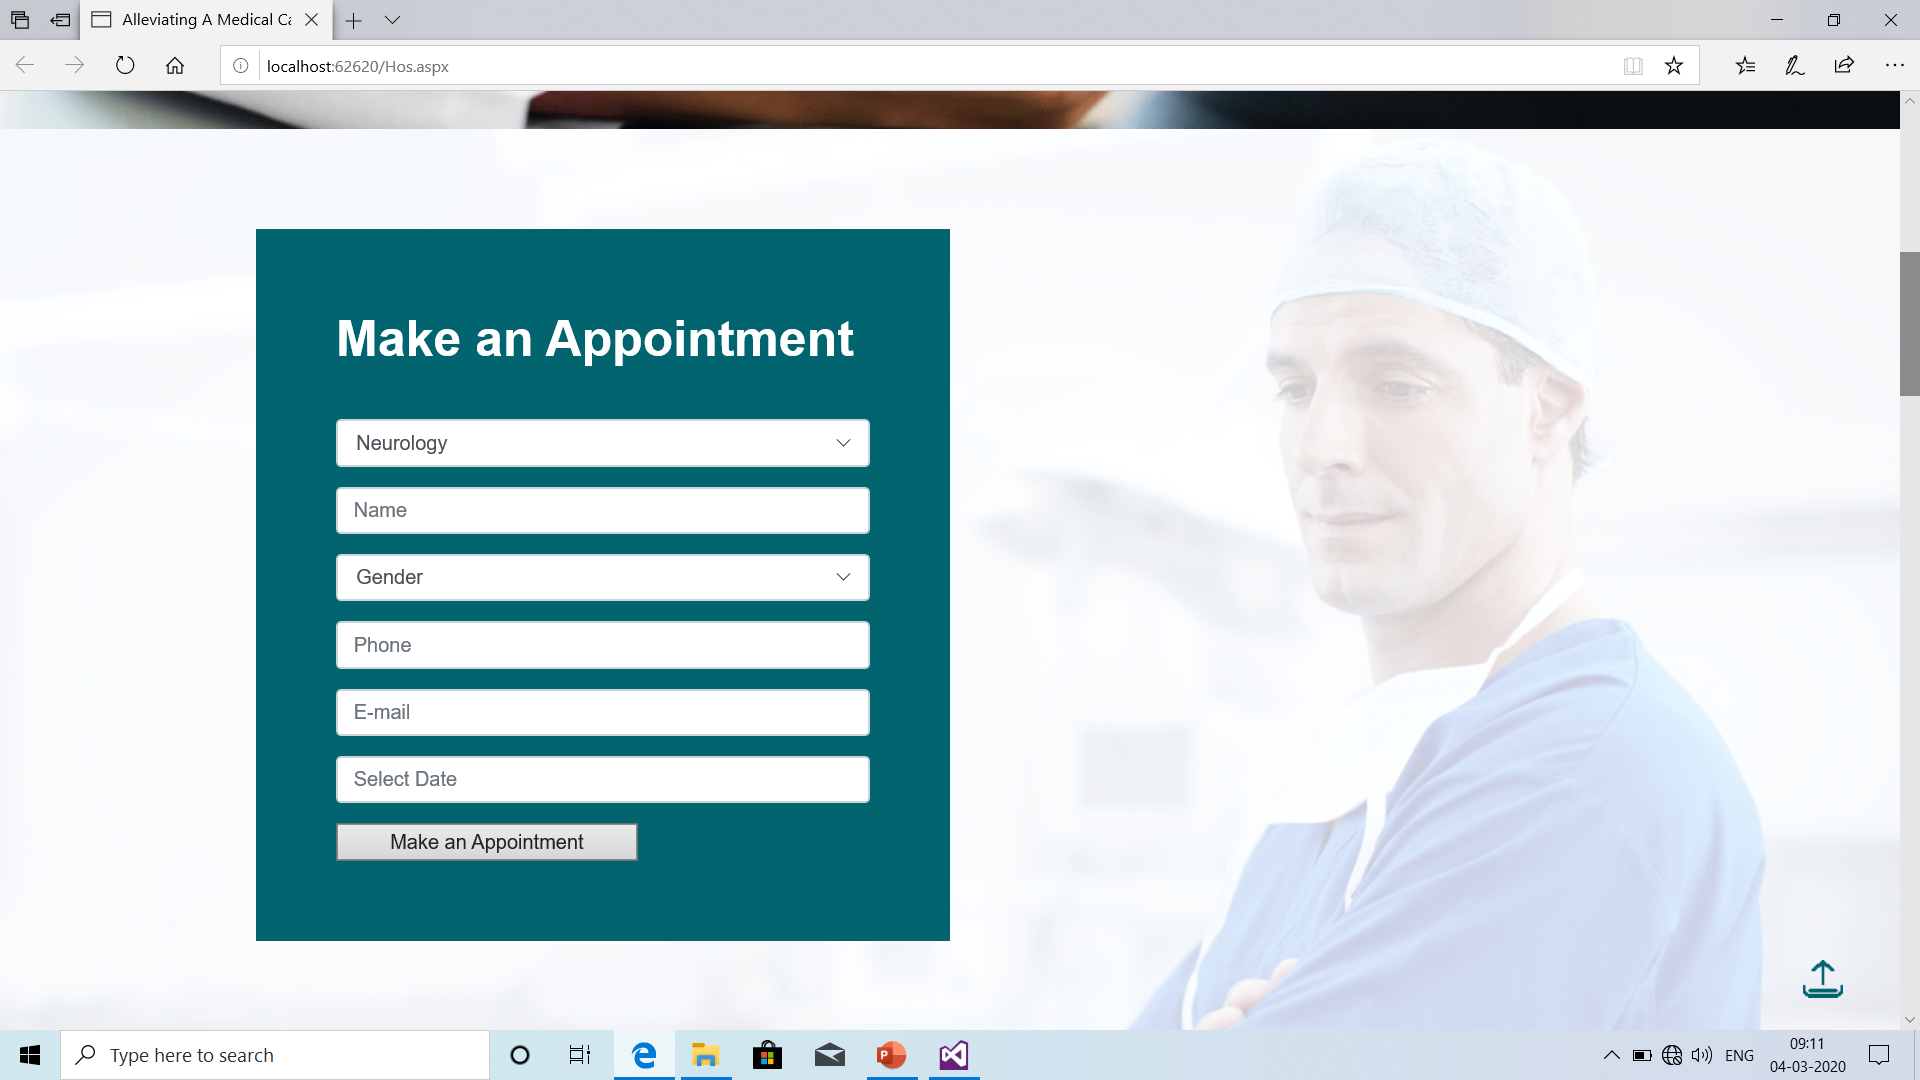 Alleviating A Medical Ca
localhost:62620/Hos.aspx
Make an Appointment
Neurology
Name
Gender
Phone
E-mail
Select Date
Make an Appointment
Type here to search
ENG
09:11
04-03-2020